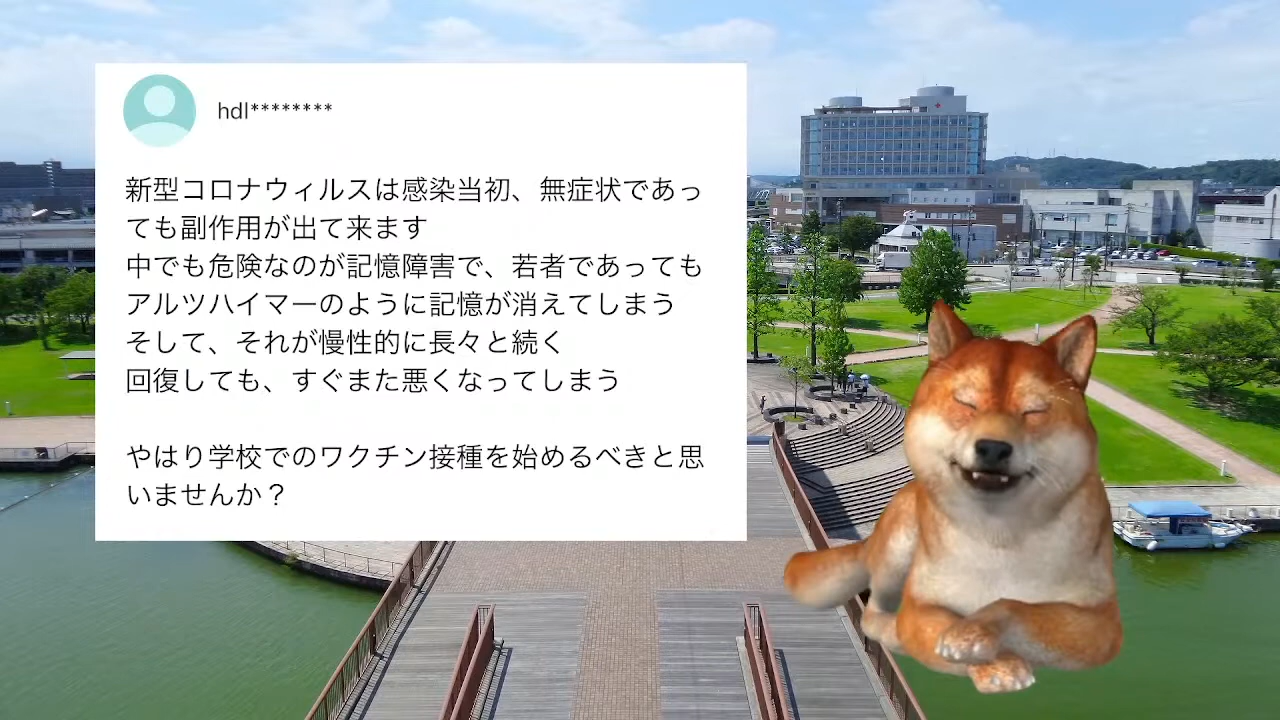 hdl********
新型コロナウィルスは感染当初、無症状であっ
ても副作用が出て来ます
中でも危険なのが記憶障害で、若者であっても
アルツハイマーのように記憶が消えてしまう
そして、それが慢性的に長々と続く
回復しても、すぐまた悪くなってしまう
やはり学校でのワクチン接種を始めるべきと思
いませんか？